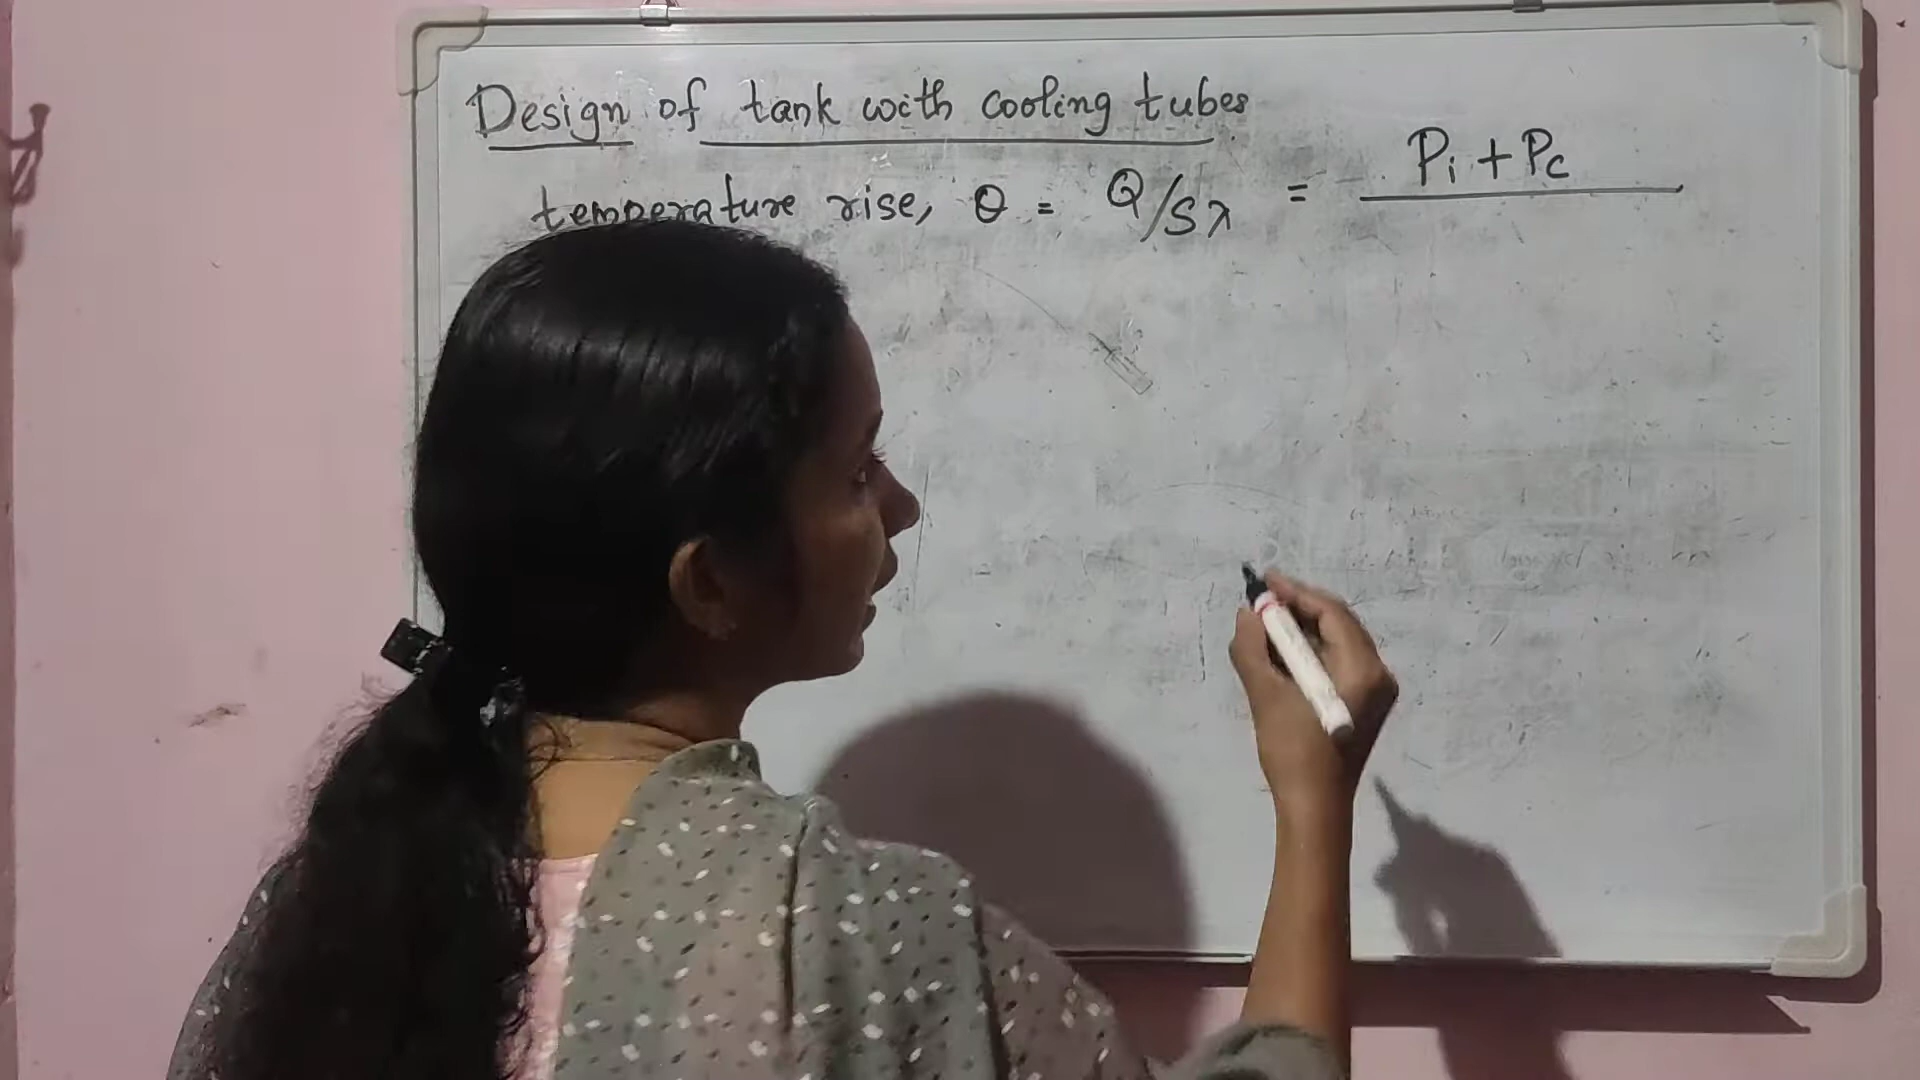 Design of tank with cooling tubes
temperature rise, θ = Q/Sλ = Pi + Pc